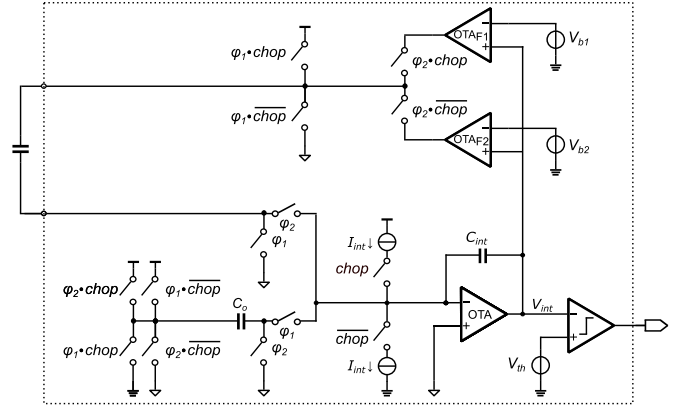 φ1•chop
φ1•chop
φ2•chop
φ2•chop
OTAF1
OTAF2
Vb1
Vb2
φ2
φ1
φ2•chop
φ1•chop
φ1•chop
φ2•chop
Co
φ1
φ2
Iint↓
chop
chop
Iint↓
Cint
OTA
Vint
Vth
−
+
−
+
−
+
−
+